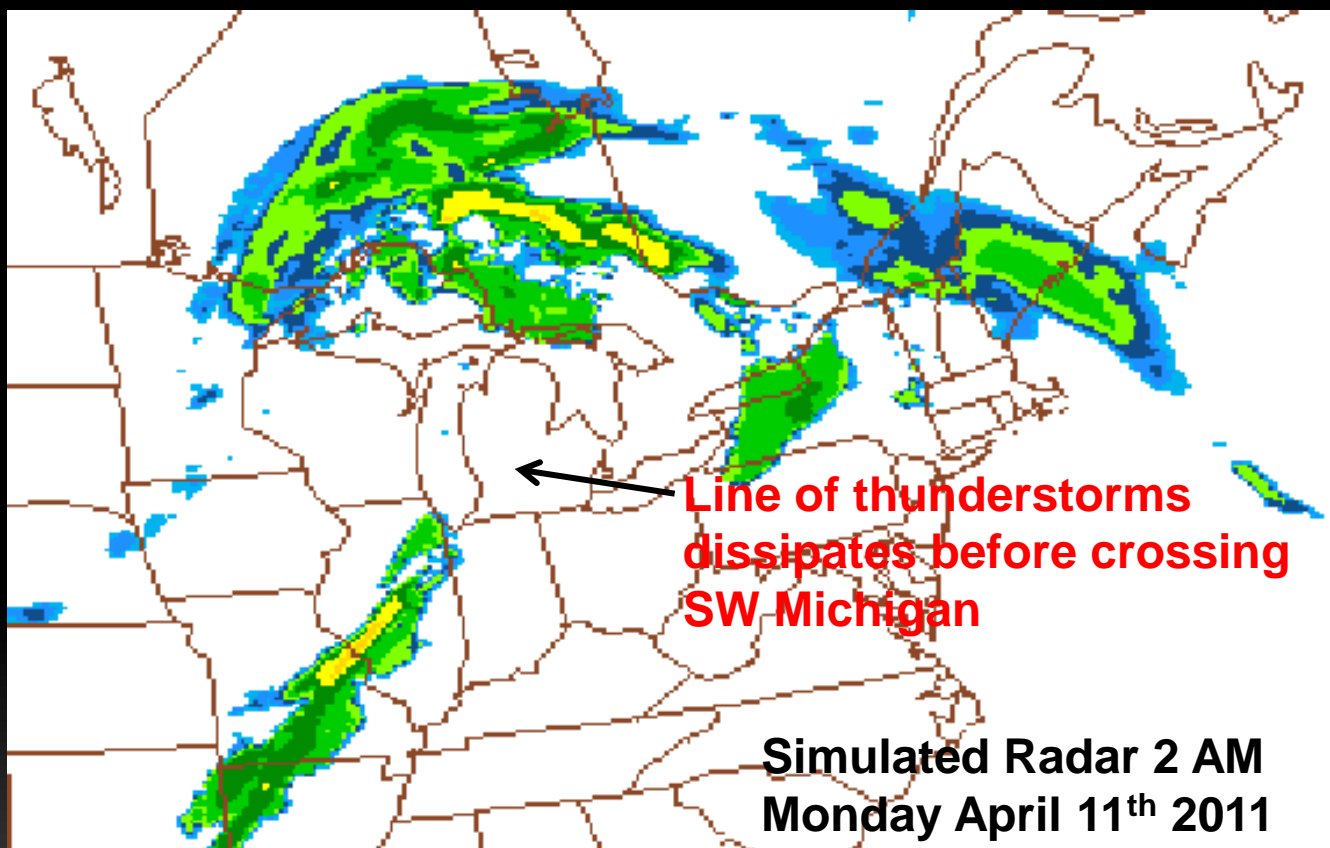 Line of thunderstorms
dissipates before crossing
SW Michigan
Simulated Radar 2 AM
Monday April 11th 2011